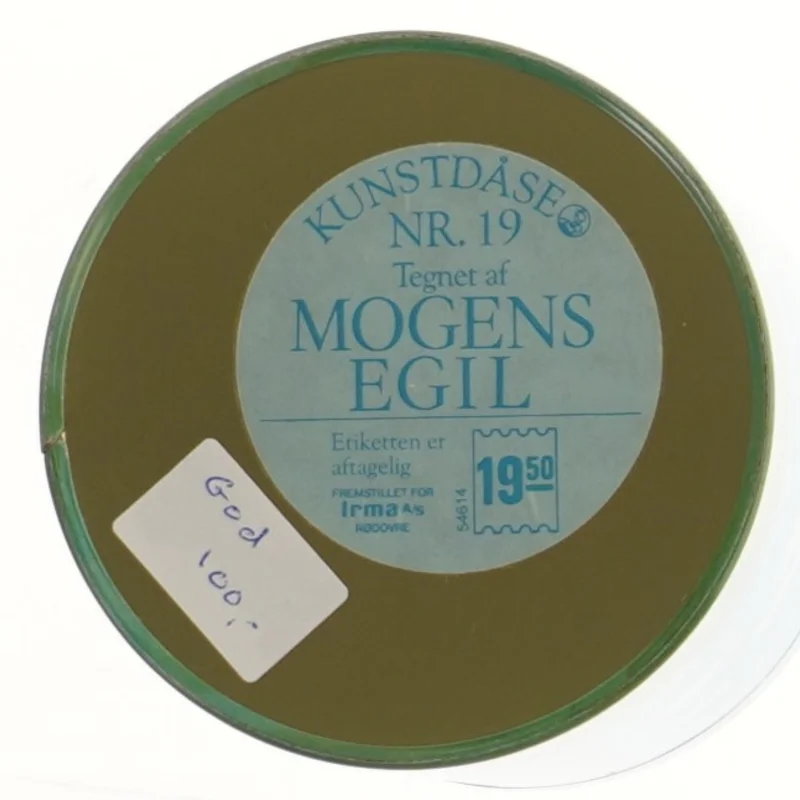 KUNSTDÅSE
NR. 19
Tegnet af
MOGENS
EGIL
Etiketten er
aftagelig
FREMSTILLET FOR
Irma A/s
RØDOVRE
54614
19 50
God
100,-